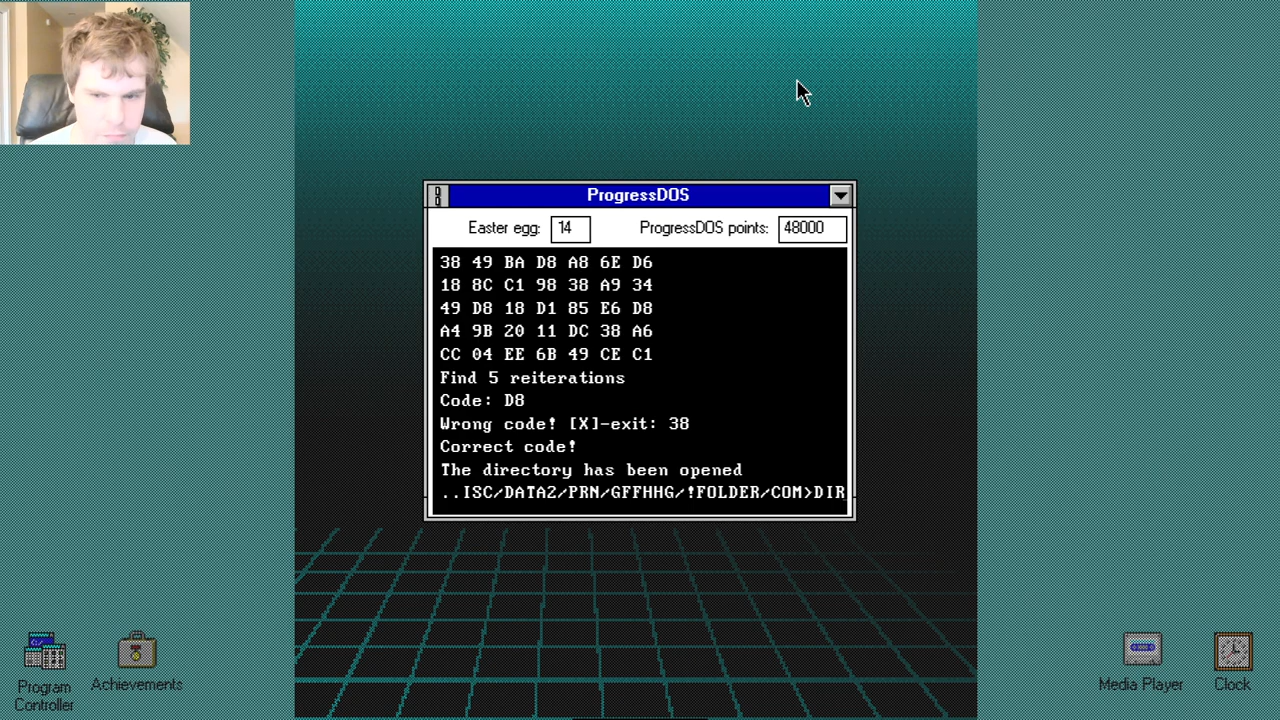 ProgressDOS
Easter egg: 14 ProgressDOS points: 48000
38 49 BA D8 A8 6E D6
18 8C C1 98 38 A9 34
49 D8 18 D1 85 E6 D8
A4 9B 20 11 DC 38 A6
CC 04 EE 6B 49 CE C1
Find 5 reiterations
Code: D8
Wrong code! [X]-exit: 38
Correct code!
The directory has been opened
..ISC/DATA2/PRN/GFFHHG/!FOLDER/COM>DIR
Program
Controller
Achievements
Media Player
Clock